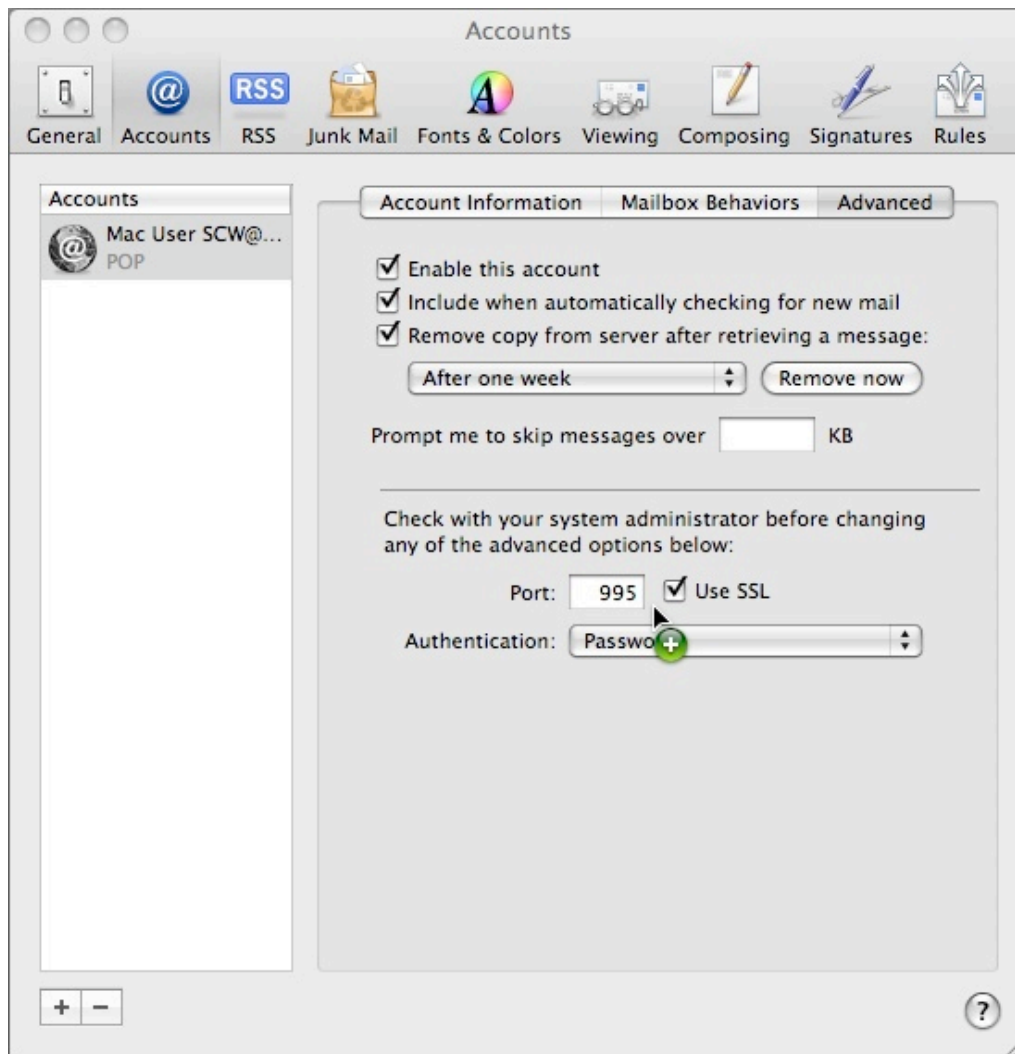 Accounts
RSS
General Accounts RSS Junk Mail Fonts & Colors Viewing Composing Signatures Rules
Accounts
Mac User SCW@...
POP
Account Information Mailbox Behaviors Advanced
Enable this account
Include when automatically checking for new mail
Remove copy from server after retrieving a message:
After one week Remove now
Prompt me to skip messages over KB
Check with your system administrator before changing
any of the advanced options below:
Port: 995 Use SSL
Authentication: Passwo